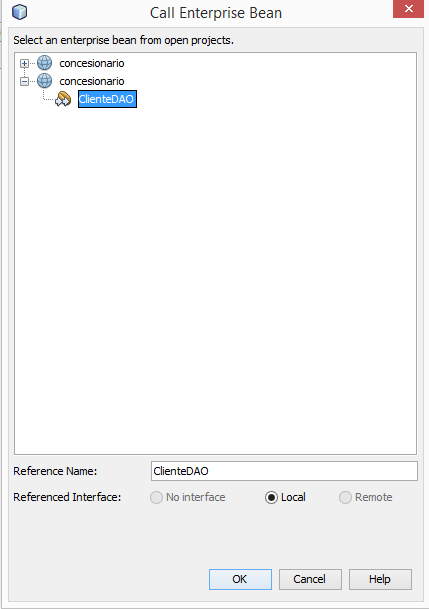 Call Enterprise Bean
Select an enterprise bean from open projects.
concesionario
concesionario
ClienteDAO
Reference Name: ClienteDAO
Referenced Interface: No interface Local Remote
OK Cancel Help